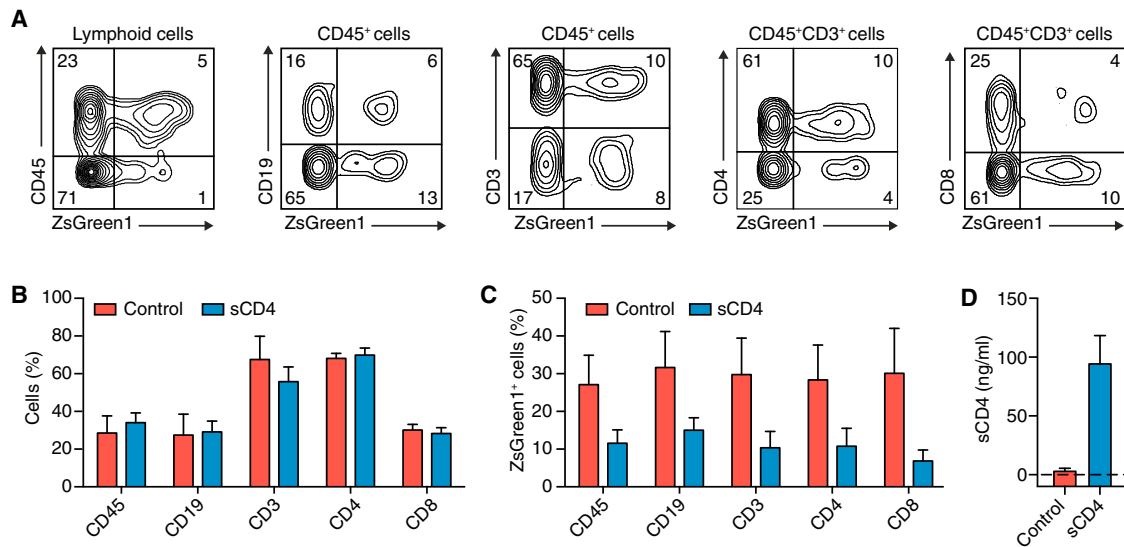 A
Lymphoid cells
CD45⁺ cells
CD45⁺ cells
CD45⁺CD3⁺ cells
CD45⁺CD3⁺ cells
23
5
71
1
CD45
ZsGreen1
16
6
65
13
CD19
ZsGreen1
65
10
17
8
CD3
ZsGreen1
61
10
25
4
CD4
ZsGreen1
25
4
61
10
CD8
ZsGreen1
B
Control
sCD4
Cells (%)
100
80
60
40
20
0
CD45
CD19
CD3
CD4
CD8
C
Control
sCD4
ZsGreen1⁺ cells (%)
50
40
30
20
10
0
CD45
CD19
CD3
CD4
CD8
D
sCD4 (ng/ml)
150
100
50
0
Control
sCD4